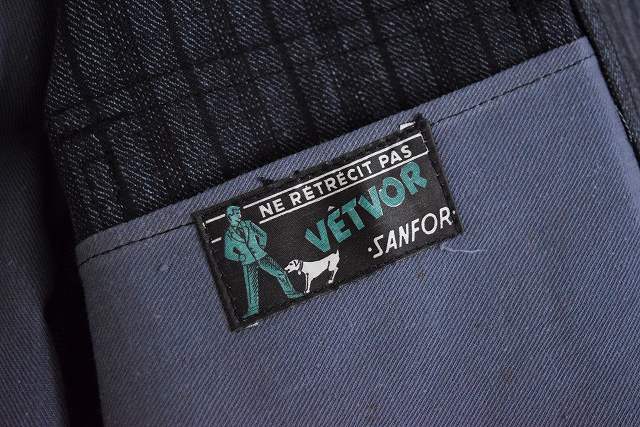 NE RÉTRÉCIT PAS
VÊTVOR
·SANFOR·